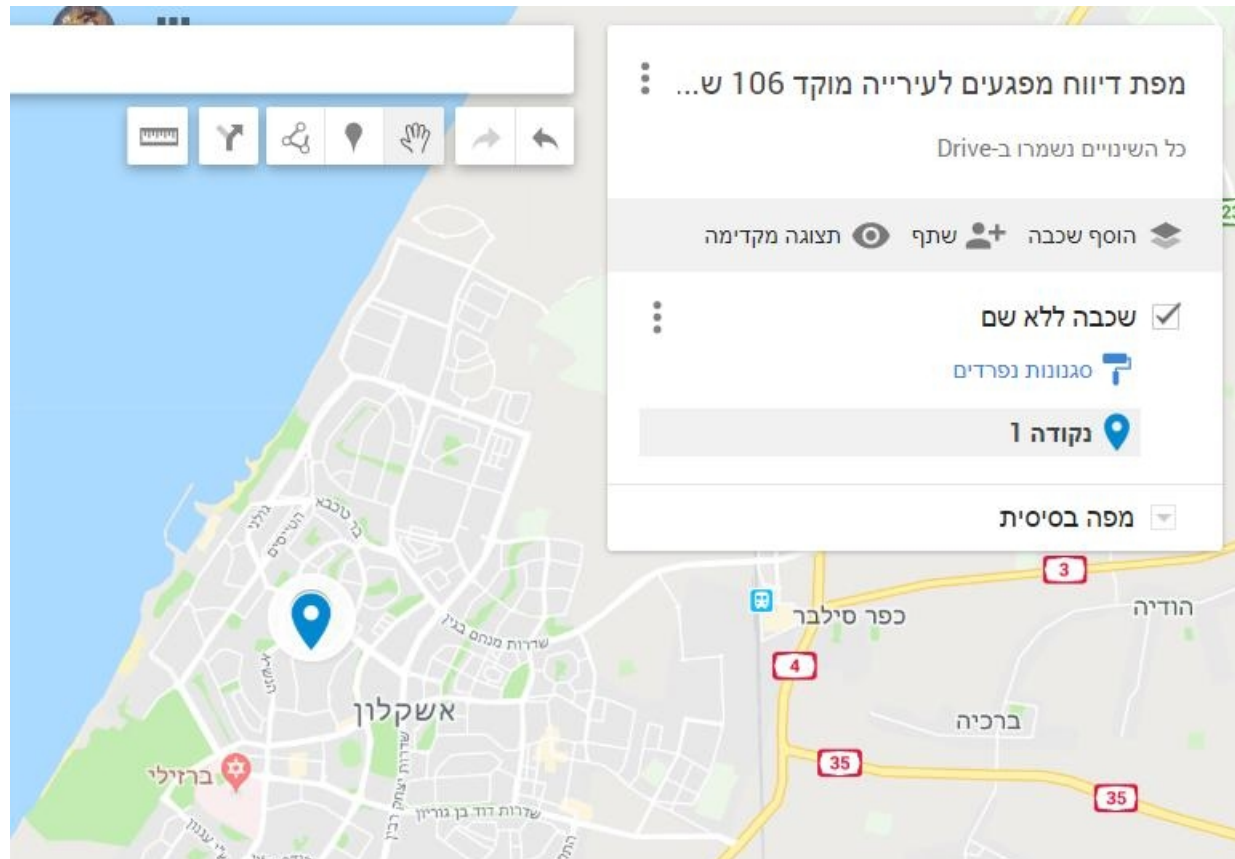 מפת דיווח מפגעים לעירייה מוקד 106 ש...
כל השינויים נשמרו ב-Drive
הוסף שכבה
שתף
תצוגה מקדימה
שכבה ללא שם
סגנונות נפרדים
נקודה 1
מפה בסיסית
גולני
הטייסים
בר כוכבא
שדרות מנחם בגין
אשקלון
ברזילי
שדרות יצחק רבין
שדרות דוד בן גוריון
כפר סילבר
הודיה
ברכיה
3
4
35
35